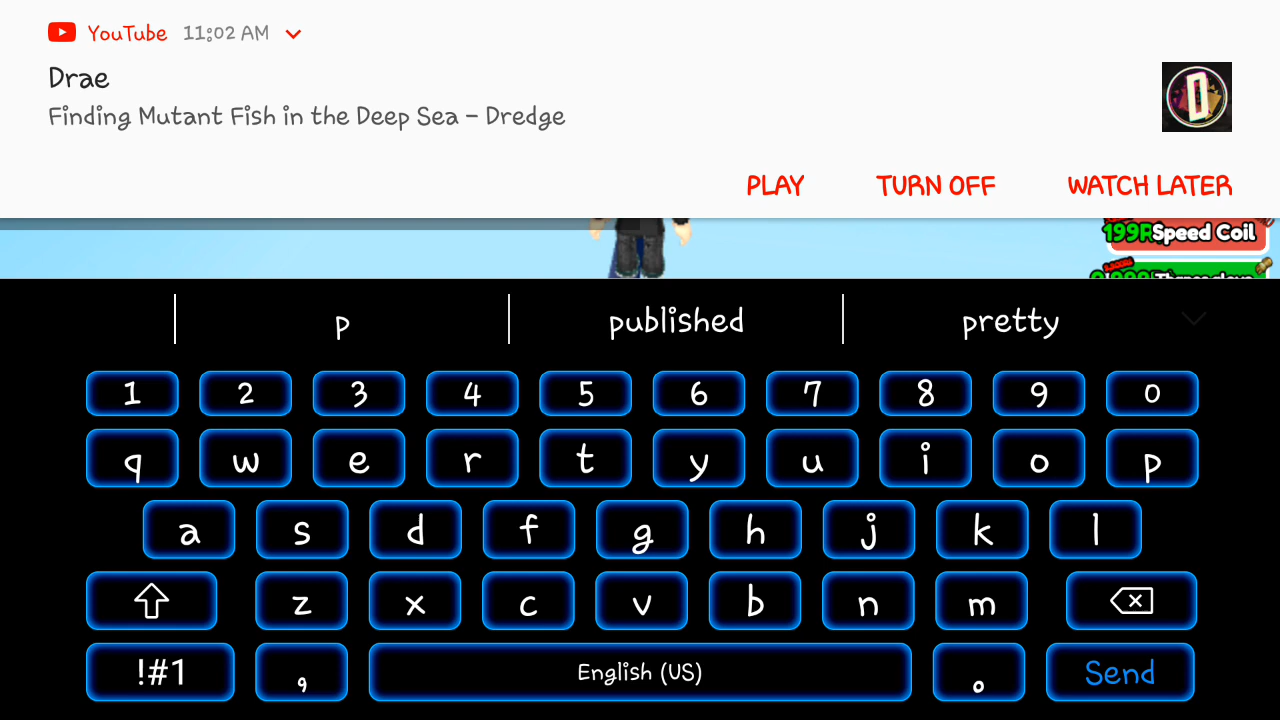 YouTube 11:02 AM
Drae
Finding Mutant Fish in the Deep Sea - Dredge
PLAY TURN OFF WATCH LATER
199R Speed Coil
p published pretty
1 2 3 4 5 6 7 8 9 0
q w e r t y u i o p
a s d f g h j k l
z x c v b n m
!#1 , English (US) . Send